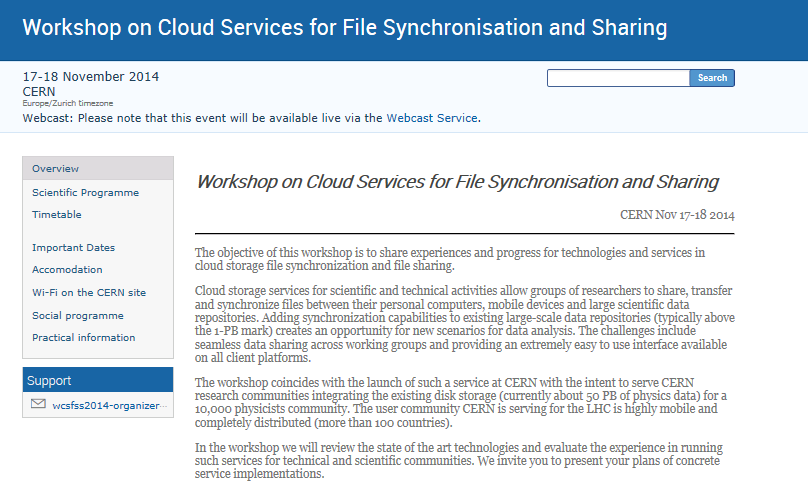 Workshop on Cloud Services for File Synchronisation and Sharing
17-18 November 2014
CERN
Europe/Zurich timezone
Webcast: Please note that this event will be available live via the Webcast Service.
Search
Overview
Scientific Programme
Timetable
Important Dates
Accomodation
Wi-Fi on the CERN site
Social programme
Practical information
Support
wcsfss2014-organizer...
Workshop on Cloud Services for File Synchronisation and Sharing
CERN Nov 17-18 2014
The objective of this workshop is to share experiences and progress for technologies and services in
cloud storage file synchronization and file sharing.
Cloud storage services for scientific and technical activities allow groups of researchers to share, transfer
and synchronize files between their personal computers, mobile devices and large scientific data
repositories. Adding synchronization capabilities to existing large-scale data repositories (typically above
the 1-PB mark) creates an opportunity for new scenarios for data analysis. The challenges include
seamless data sharing across working groups and providing an extremely easy to use interface available
on all client platforms.
The workshop coincides with the launch of such a service at CERN with the intent to serve CERN
research communities integrating the existing disk storage (currently about 50 PB of physics data) for a
10,000 physicists community. The user community CERN is serving for the LHC is highly mobile and
completely distributed (more than 100 countries).
In the workshop we will review the state of the art technologies and evaluate the experience in running
such services for technical and scientific communities. We invite you to present your plans of concrete
service implementations.